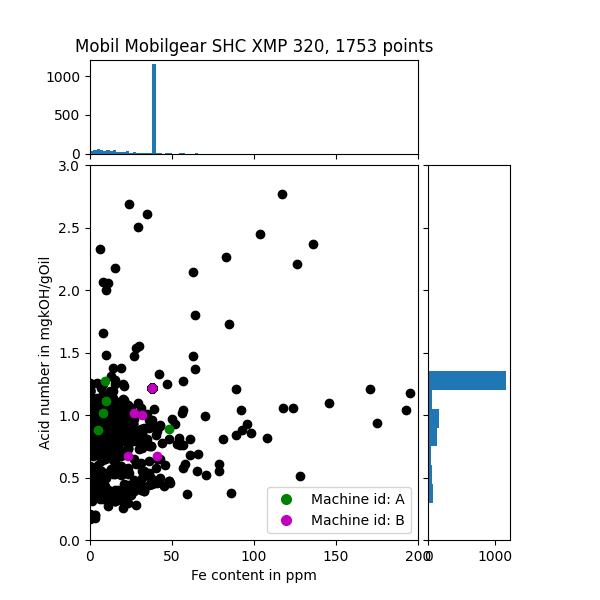 Mobil Mobilgear SHC XMP 320, 1753 points
1000
500
0
3.0
2.5
2.0
1.5
1.0
0.5
0.0
Acid number in mgkOH/gOil
Machine id: A
Machine id: B
0 50 100 150 200
0 1000
Fe content in ppm